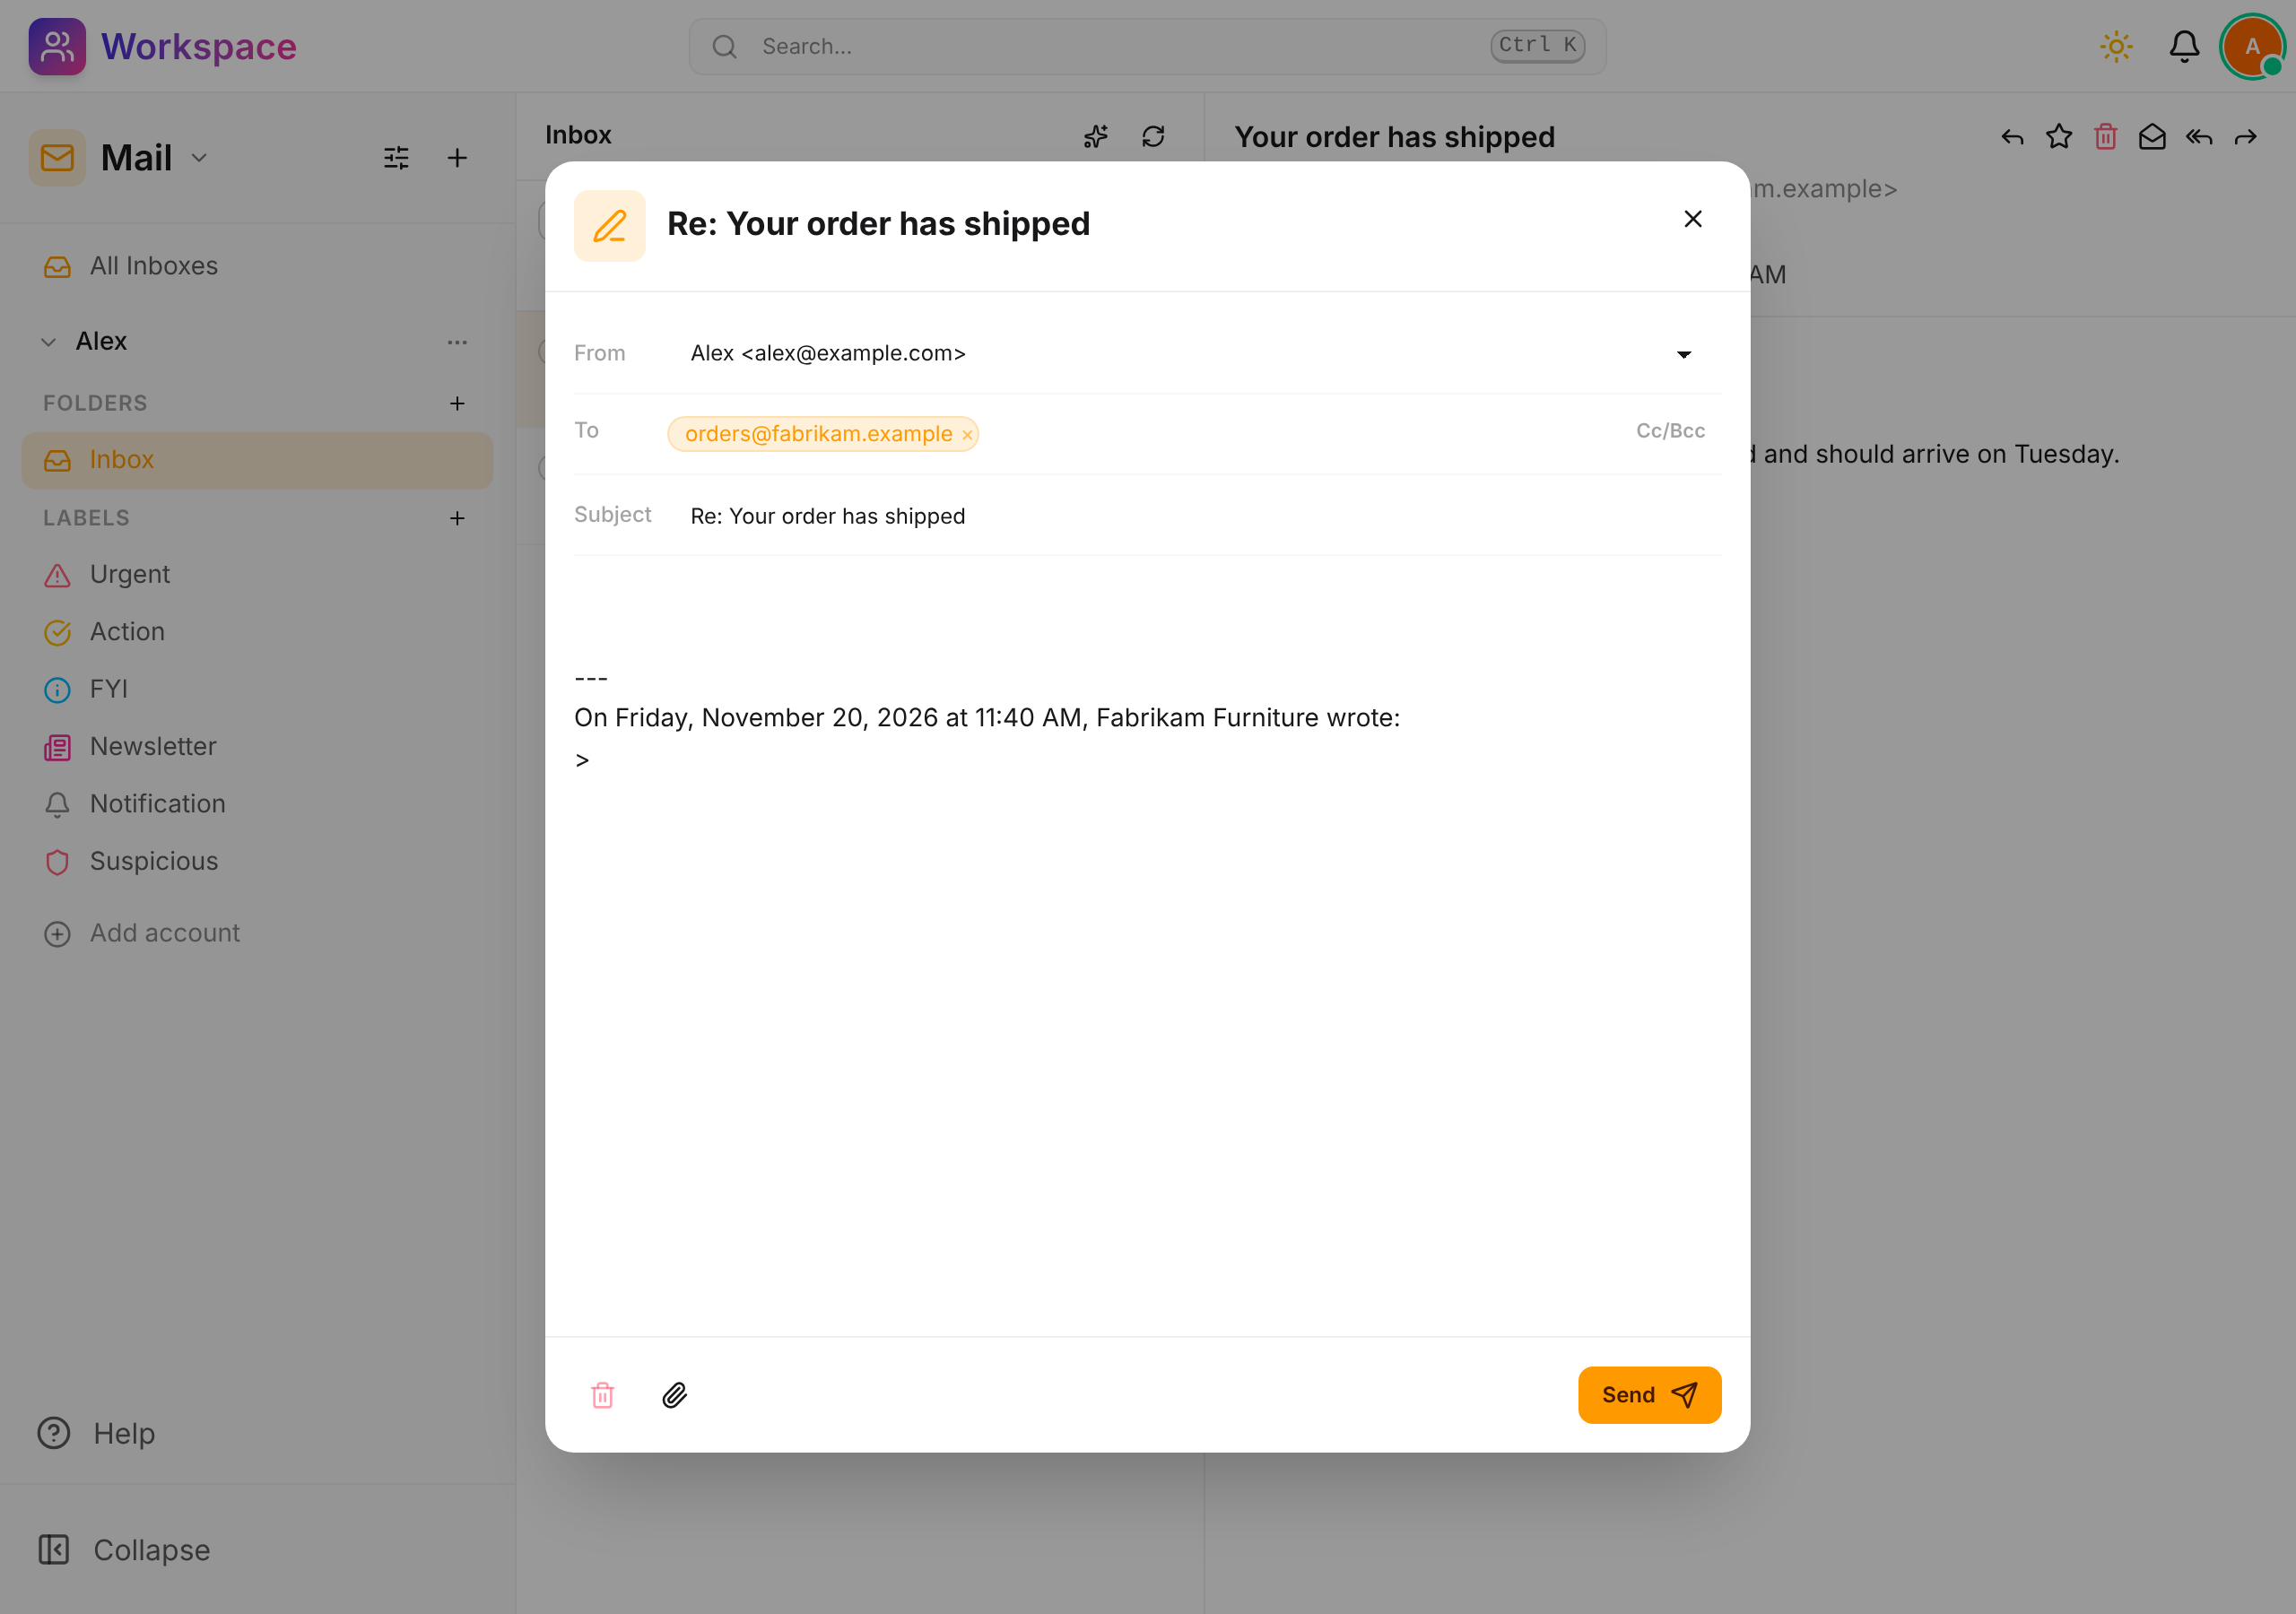 Workspace
Search...
Ctrl K
A
Mail
All Inboxes
Alex
FOLDERS
Inbox
LABELS
Urgent
Action
FYI
Newsletter
Notification
Suspicious
Add account
Help
Collapse
Inbox
Your order has shipped
m.example>
AM
and should arrive on Tuesday.
Re: Your order has shipped
From
Alex <alex@example.com>
To
orders@fabrikam.example ×
Cc/Bcc
Subject
Re: Your order has shipped
---
On Friday, November 20, 2026 at 11:40 AM, Fabrikam Furniture wrote:
>
Send